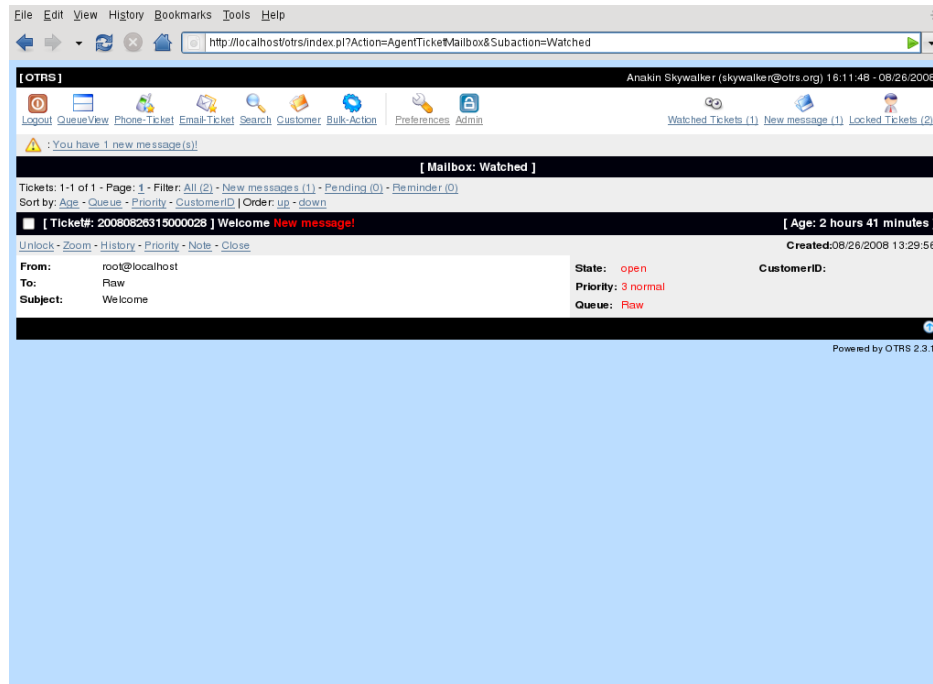 File Edit View History Bookmarks Tools Help
http://localhost/otrs/index.pl?Action=AgentTicketMailbox&Subaction=Watched
[ OTRS ] Anakin Skywalker (skywalker@otrs.org) 16:11:48 - 08/26/2008
Logout QueueView Phone-Ticket Email-Ticket Search Customer Bulk-Action Preferences Admin Watched Tickets (1) New message (1) Locked Tickets (2)
: You have 1 new message(s)!
[ Mailbox: Watched ]
Tickets: 1-1 of 1 - Page: 1 - Filter: All (2) - New messages (1) - Pending (0) - Reminder (0)
Sort by: Age - Queue - Priority - CustomerID | Order: up - down
[ Ticket#: 20080826315000028 ] Welcome New message! [ Age: 2 hours 41 minutes ]
Unlock - Zoom - History - Priority - Note - Close Created:08/26/2008 13:29:56
From: root@localhost State: open CustomerID:
To: Raw Priority: 3 normal
Subject: Welcome Queue: Raw
Powered by OTRS 2.3.1